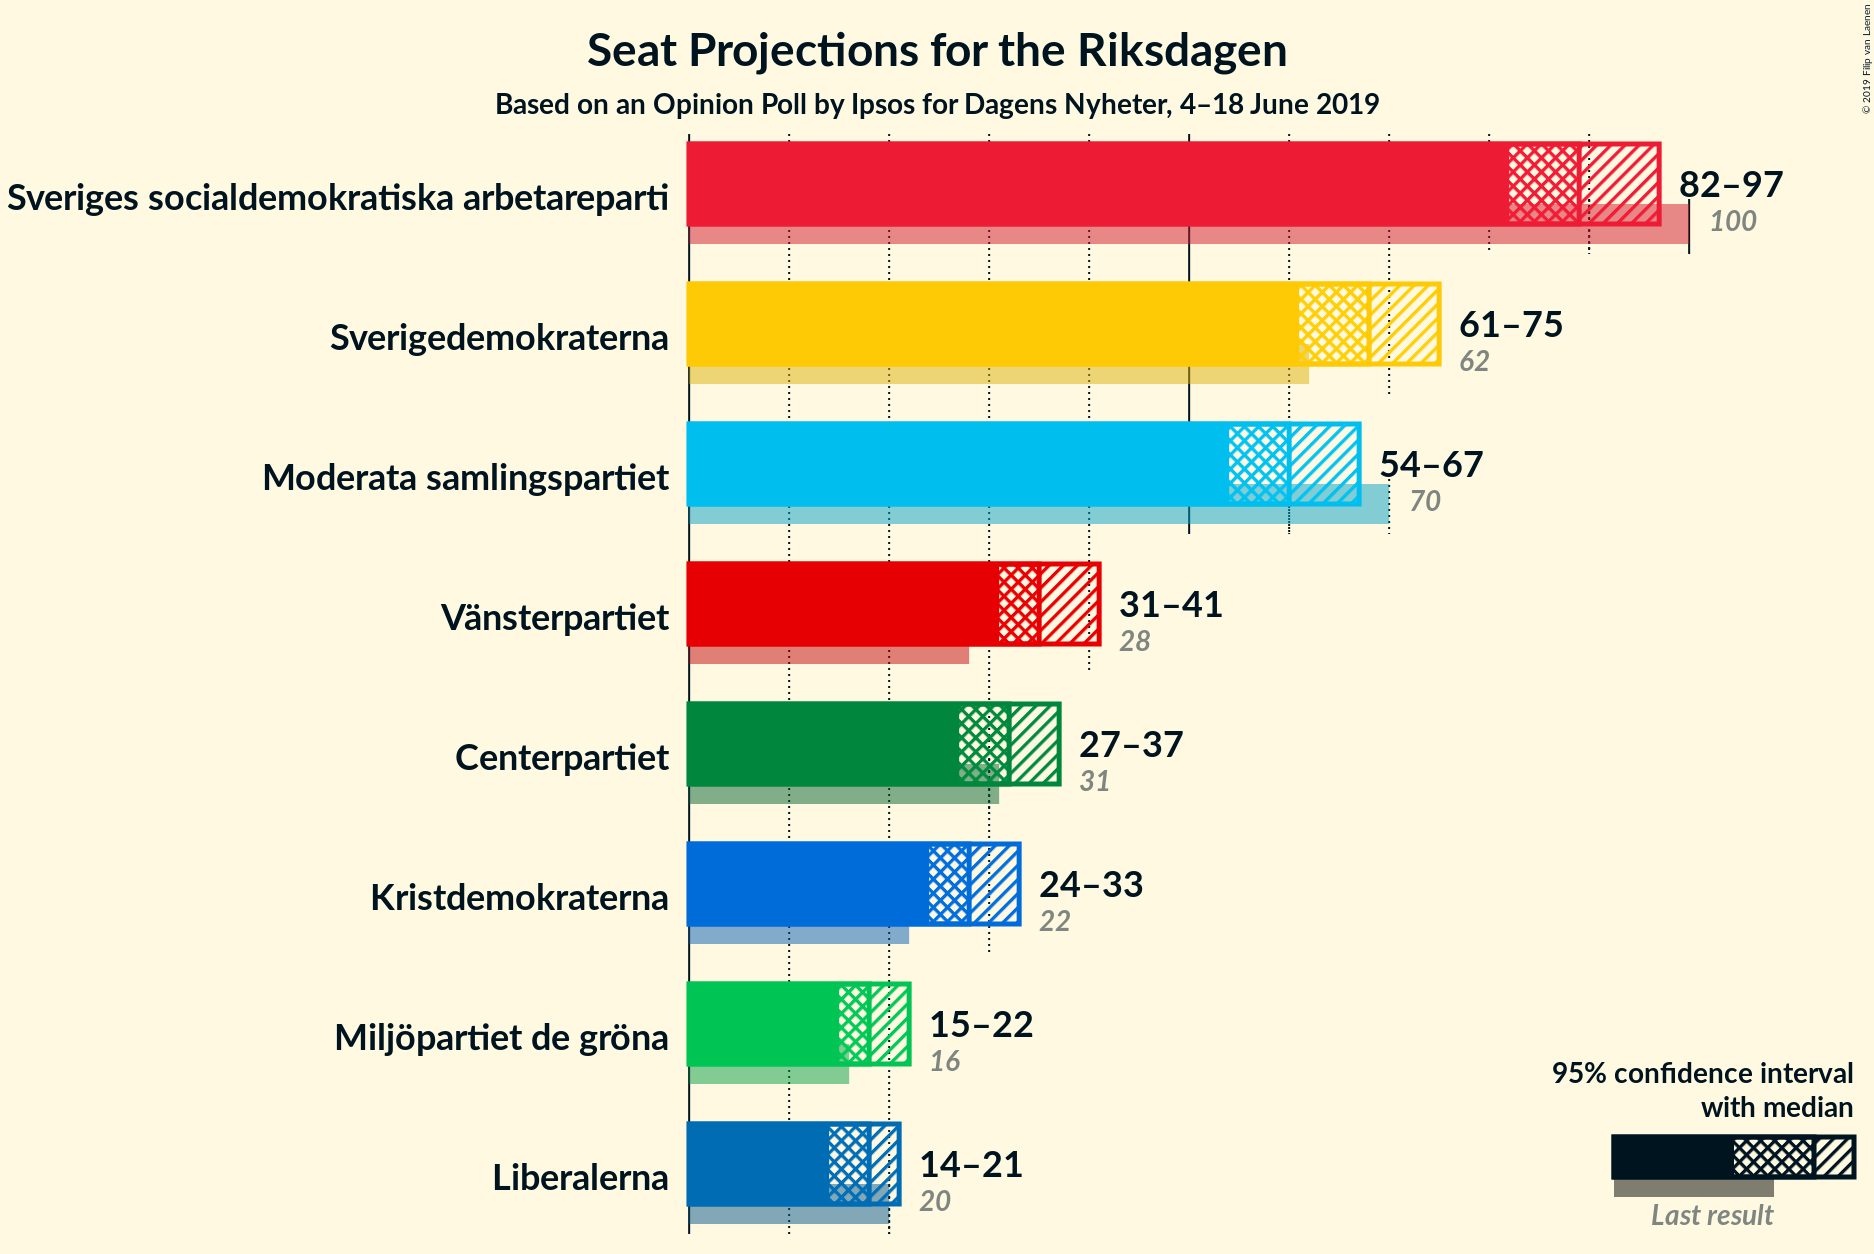 Seat Projections for the Riksdagen
Based on an Opinion Poll by Ipsos for Dagens Nyheter, 4–18 June 2019
© 2019 Filip van Laenen
Sveriges socialdemokratiska arbetareparti
82–97
100
Sverigedemokraterna
61–75
62
Moderata samlingspartiet
54–67
70
Vänsterpartiet
31–41
28
Centerpartiet
27–37
31
Kristdemokraterna
24–33
22
Miljöpartiet de gröna
15–22
16
Liberalerna
14–21
20
95% confidence interval
with median
Last result